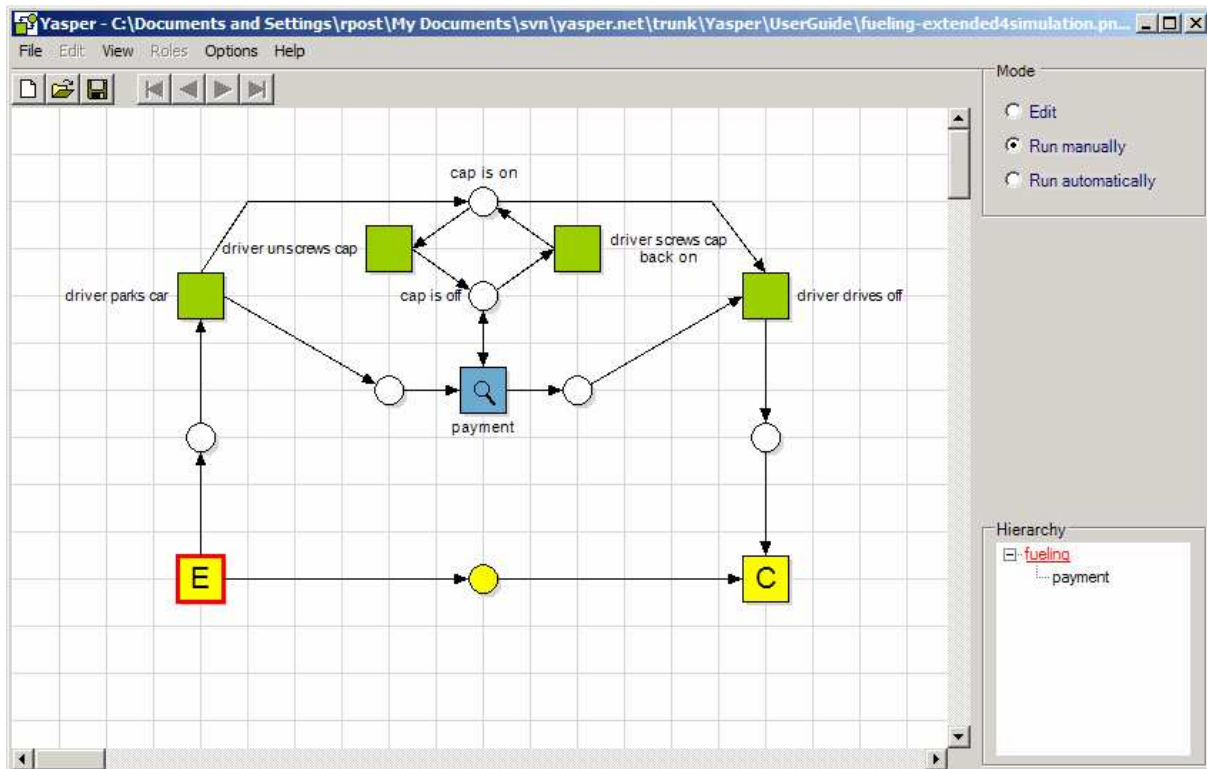 Yasper - C:\Documents and Settings\rpost\My Documents\svn\yasper.net\trunk\Yasper\UserGuide\fueling-extended4simulation.pn...
File Edit View Roles Options Help
Mode
Edit
Run manually
Run automatically
cap is on
driver unscrews cap
driver screws cap
back on
driver parks car
cap is off
driver drives off
payment
E
C
Hierarchy
fueling
payment